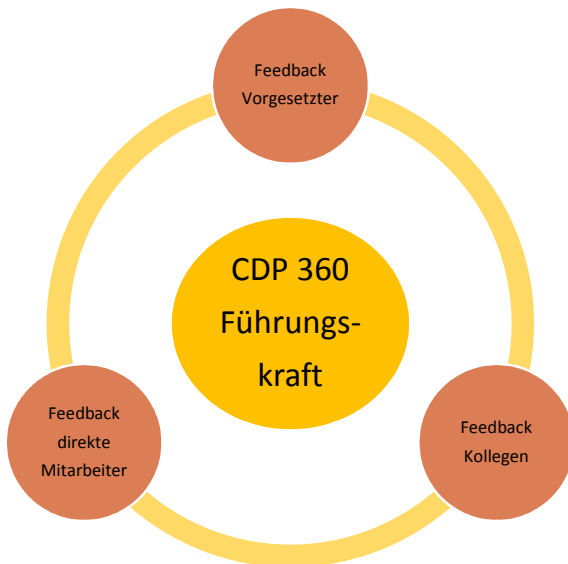 Feedback
Vorgesetzter
CDP 360
Führungs-
kraft
Feedback
direkte
Mitarbeiter
Feedback
Kollegen